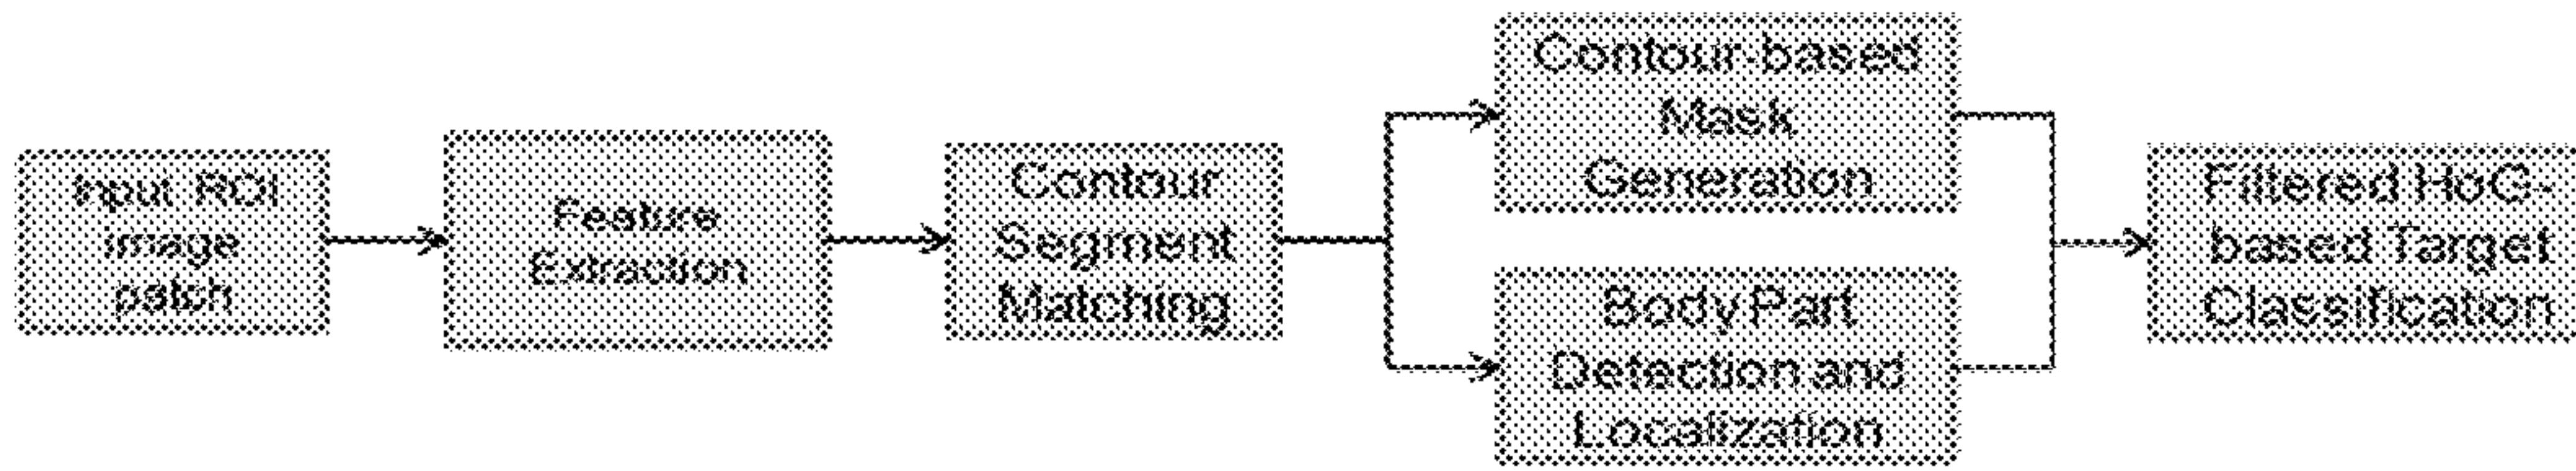 Input ROI
image
patch
Feature
Extraction
Contour
Segment
Matching
Contour-based
Mask
Generation
Body Part
Detection and
Localization
Filtered HoG-
based Target
Classification